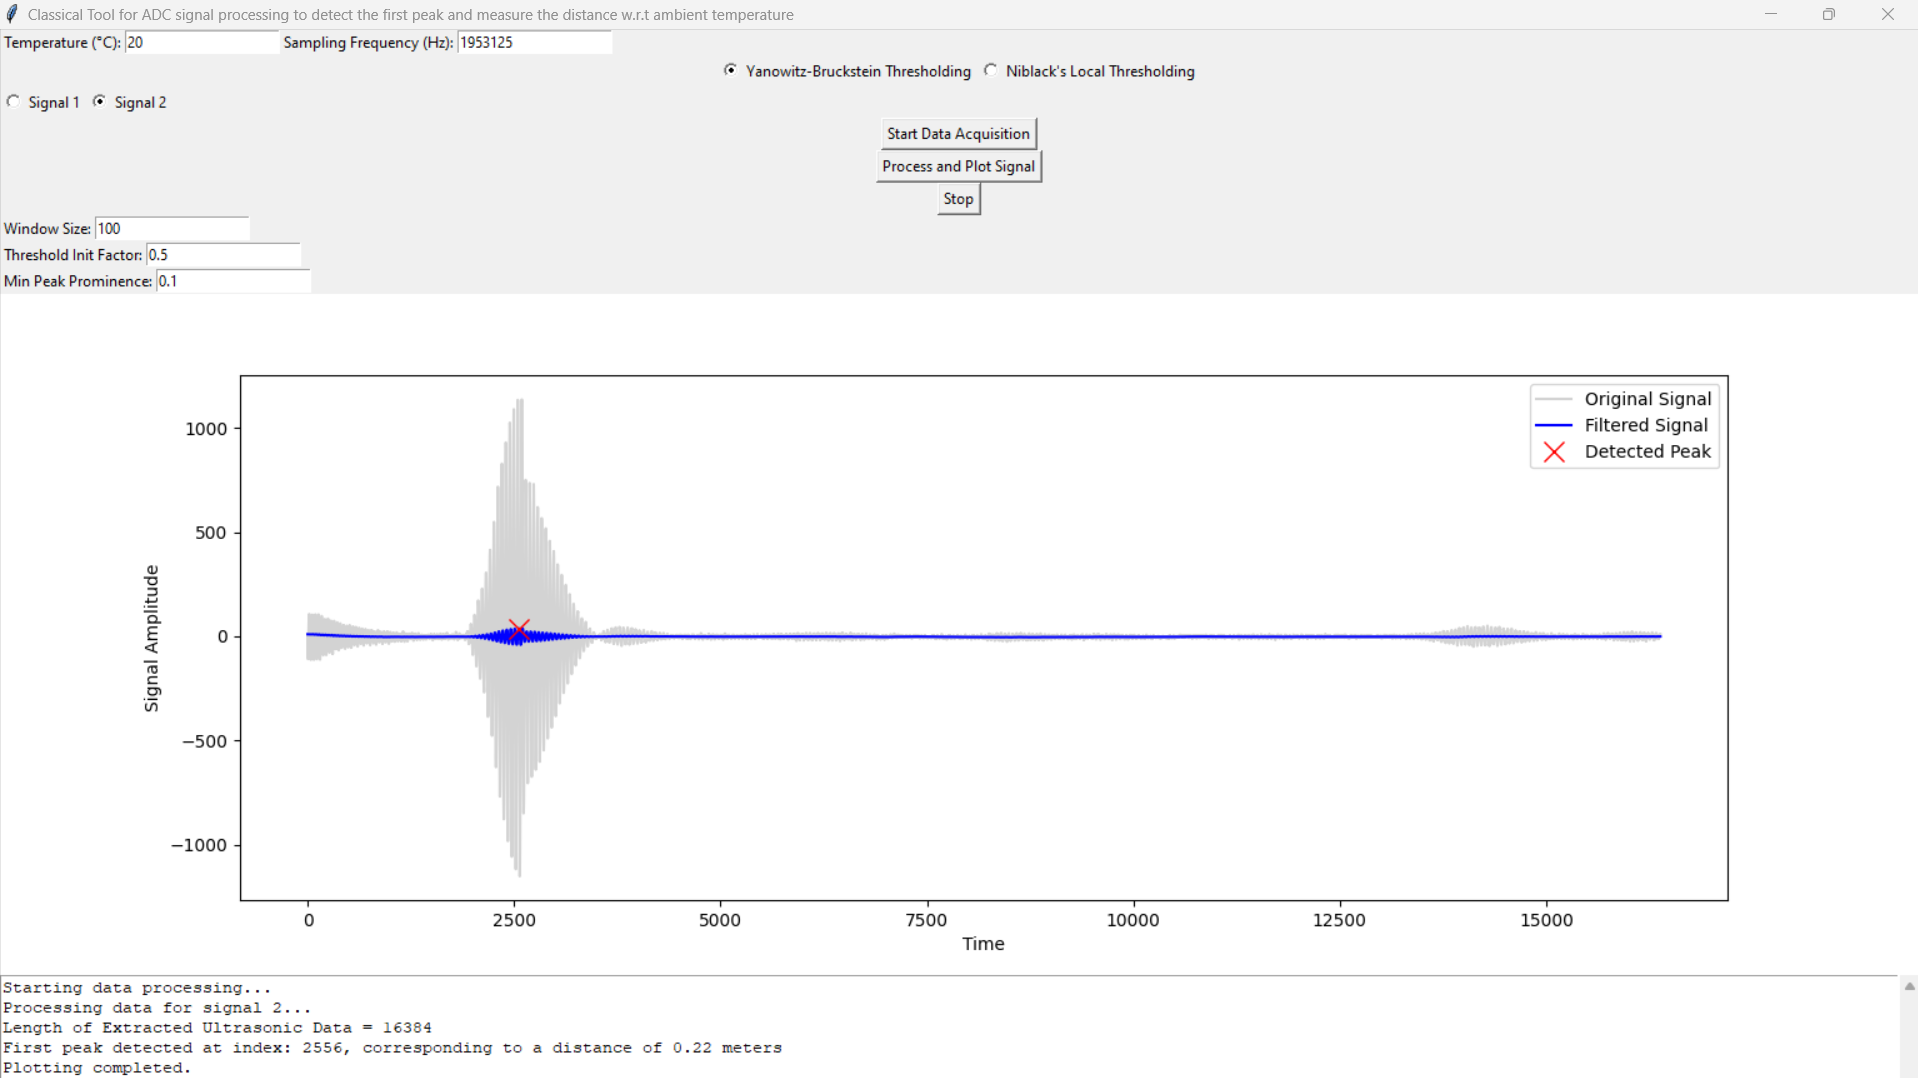 Classical Tool for ADC signal processing to detect the first peak and measure the distance w.r.t ambient temperature
Temperature (°C): 20 Sampling Frequency (Hz): 1953125
Yanowitz-Bruckstein Thresholding Niblack's Local Thresholding
Signal 1 Signal 2
Start Data Acquisition
Process and Plot Signal
Stop
Window Size: 100
Threshold Init Factor: 0.5
Min Peak Prominence: 0.1
Original Signal
Filtered Signal
Detected Peak
1000
500
0
−500
−1000
Signal Amplitude
0 2500 5000 7500 10000 12500 15000
Time
Starting data processing...
Processing data for signal 2...
Length of Extracted Ultrasonic Data = 16384
First peak detected at index: 2556, corresponding to a distance of 0.22 meters
Plotting completed.